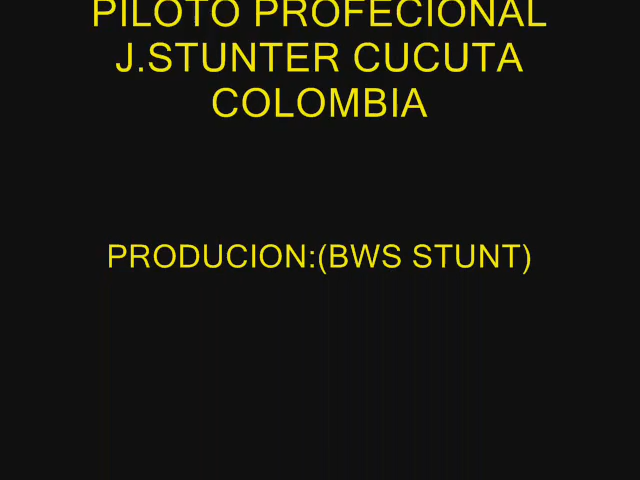 PILOTO PROFECIONAL
J.STUNTER CUCUTA
COLOMBIA
PRODUCION:(BWS STUNT)